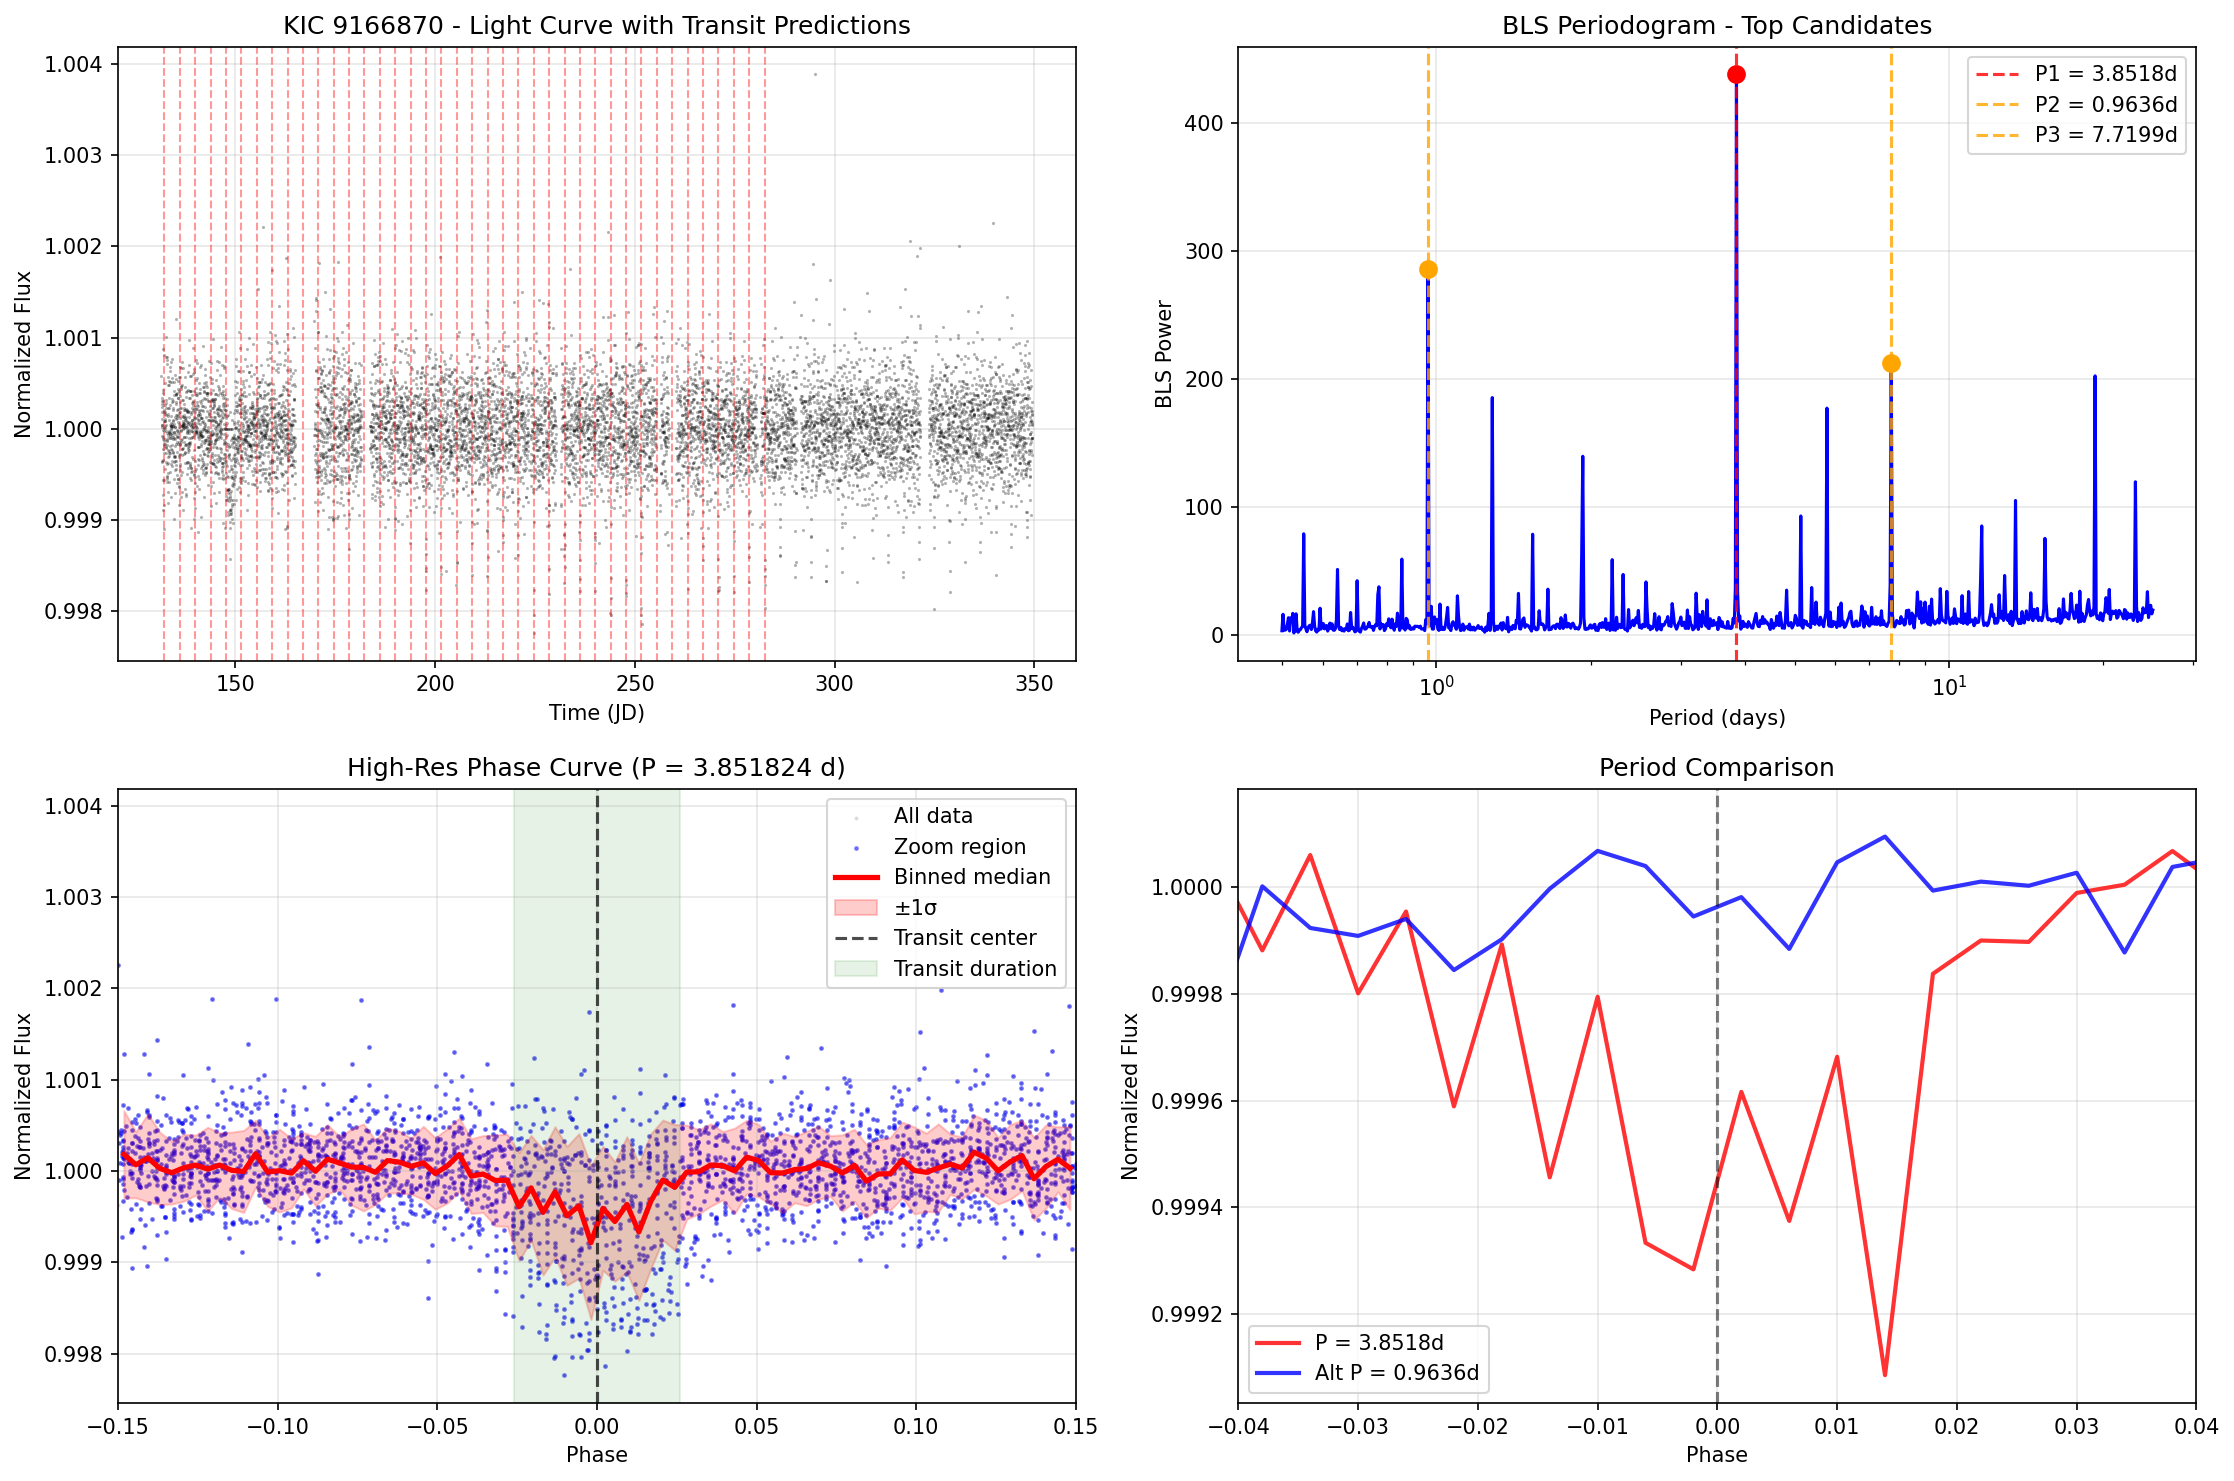 KIC 9166870 - Light Curve with Transit Predictions
Normalized Flux
1.004
1.003
1.002
1.001
1.000
0.999
0.998
150 200 250 300 350
Time (JD)
BLS Periodogram - Top Candidates
BLS Power
400
300
200
100
0
P1 = 3.8518d
P2 = 0.9636d
P3 = 7.7199d
10⁰ 10¹
Period (days)
High-Res Phase Curve (P = 3.851824 d)
Normalized Flux
1.004
1.003
1.002
1.001
1.000
0.999
0.998
All data
Zoom region
Binned median
±1σ
Transit center
Transit duration
−0.15 −0.10 −0.05 0.00 0.05 0.10 0.15
Phase
Period Comparison
Normalized Flux
1.0000
0.9998
0.9996
0.9994
0.9992
P = 3.8518d
Alt P = 0.9636d
−0.04 −0.03 −0.02 −0.01 0.00 0.01 0.02 0.03 0.04
Phase